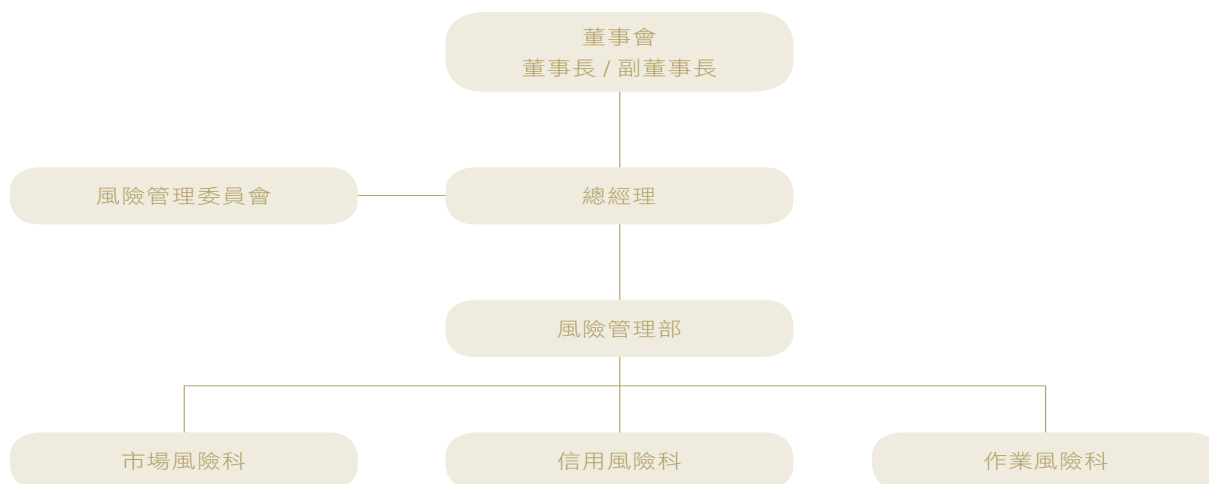 董事會
董事長 / 副董事長
風險管理委員會
總經理
風險管理部
市場風險科
信用風險科
作業風險科